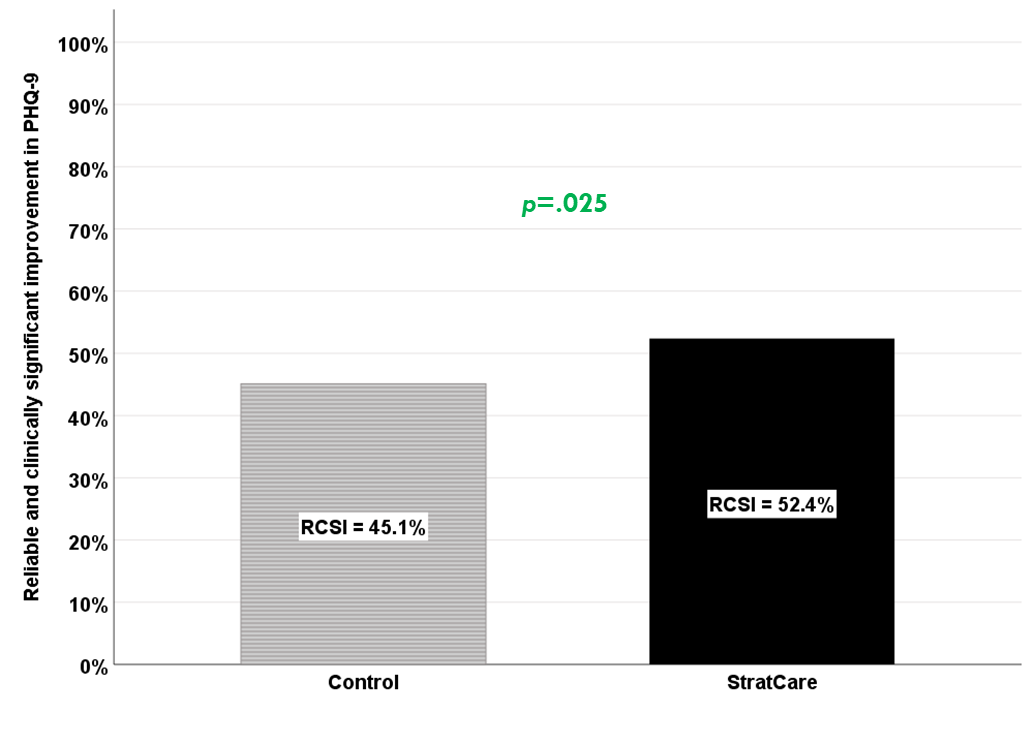 Reliable and clinically significant improvement in PHQ-9
100%
90%
80%
70%
60%
50%
40%
30%
20%
10%
0%
p=.025
RCSI = 45.1%
RCSI = 52.4%
Control
StratCare